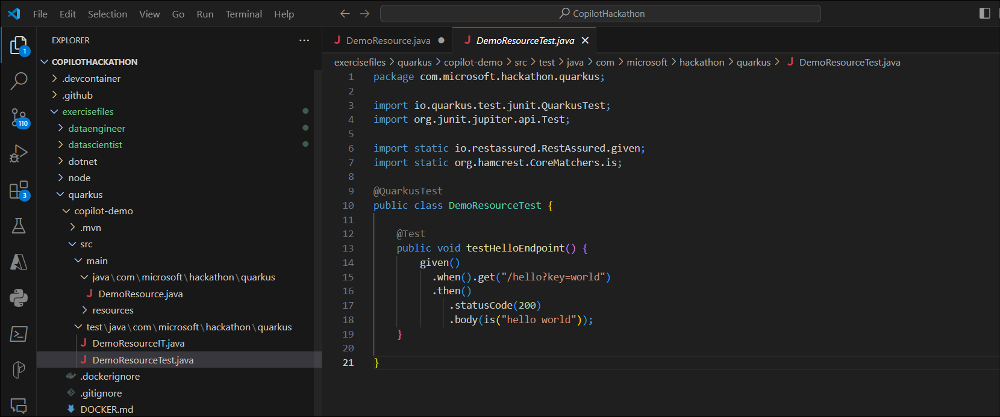 File Edit Selection View Go Run Terminal Help
CopilotHackathon
EXPLORER
DemoResource.java
DemoResourceTest.java
COPILOTHACKATHON
.devcontainer
.github
exercisefiles
dataengineer
datascientist
dotnet
node
quarkus
copilot-demo
.mvn
src
main
java\com\microsoft\hackathon\quarkus
DemoResource.java
resources
test\java\com\microsoft\hackathon\quarkus
DemoResourceIT.java
DemoResourceTest.java
.dockerignore
.gitignore
DOCKER.md
1
110
3
exercisefiles > quarkus > copilot-demo > src > test > java > com > microsoft > hackathon > quarkus > DemoResourceTest.java
1 package com.microsoft.hackathon.quarkus;
2
3 import io.quarkus.test.junit.QuarkusTest;
4 import org.junit.jupiter.api.Test;
5
6 import static io.restassured.RestAssured.given;
7 import static org.hamcrest.CoreMatchers.is;
8
9 @QuarkusTest
10 public class DemoResourceTest {
11
12 @Test
13 public void testHelloEndpoint() {
14 given()
15 .when().get("/hello?key=world")
16 .then()
17 .statusCode(200)
18 .body(is("hello world"));
19 }
20
21 }